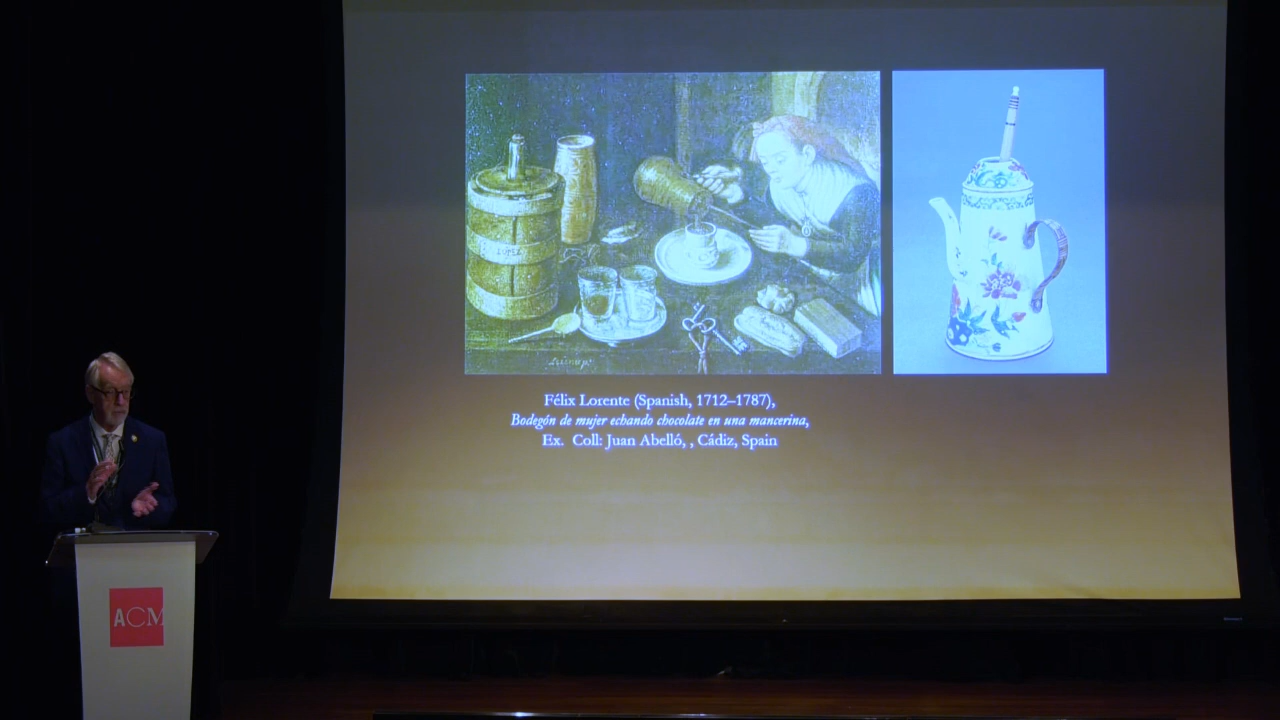 Félix Lorente (Spanish, 1712–1787),
Bodegón de mujer echando chocolate en una mancerina,
Ex. Coll: Juan Abelló, , Cádiz, Spain
ACM